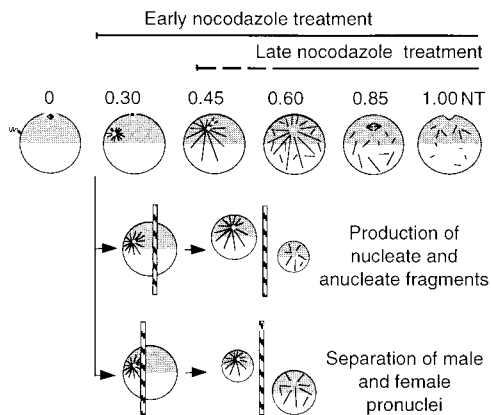 Early nocodazole treatment
Late nocodazole treatment
0 0.30 0.45 0.60 0.85 1.00 NT
Production of
nucleate and
anucleate fragments
Separation of male
and female
pronuclei